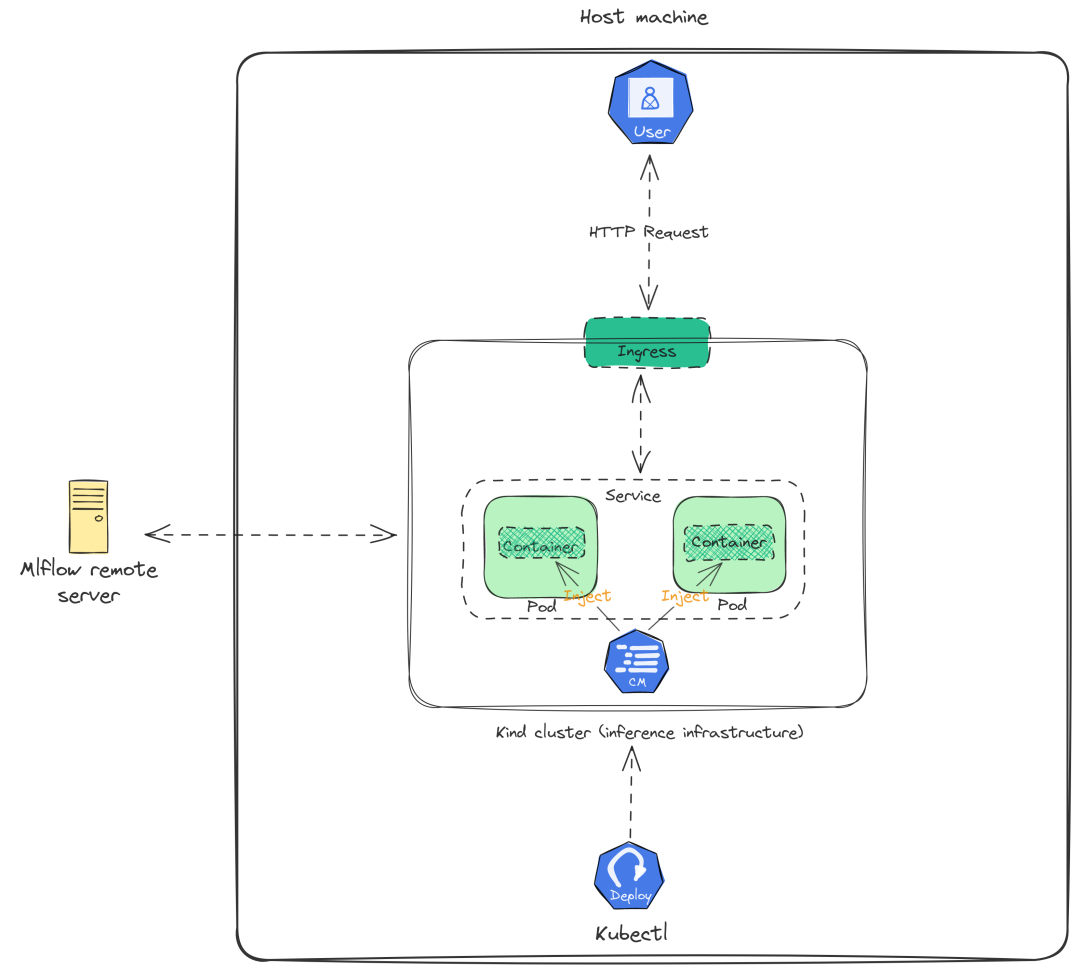 Host machine
User
HTTP Request
Ingress
Service
Container
Container
Inject
Inject
Pod
Pod
CM
Mlflow remote
server
Kind cluster (inference infrastructure)
Deploy
Kubectl